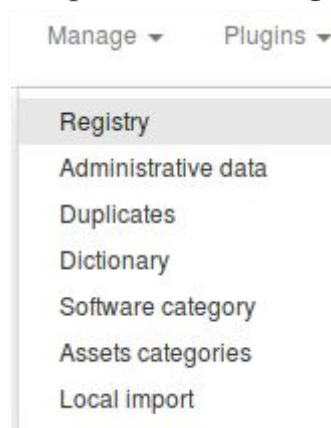 Manage ▾ Plugins ▾
Registry
Administrative data
Duplicates
Dictionary
Software category
Assets categories
Local import